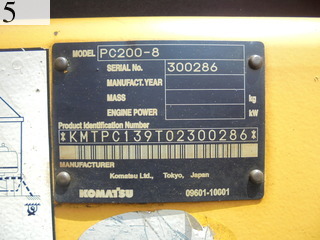 5
MODEL PC200-8
SERIAL No. 300286
MANUFACT.YEAR
MASS kg
ENGINE POWER kW
Product Identification Number
*KMTPC139T02300286*
MANUFACTURER
Komatsu Ltd., Tokyo, Japan
KOMATSU 09601-10001